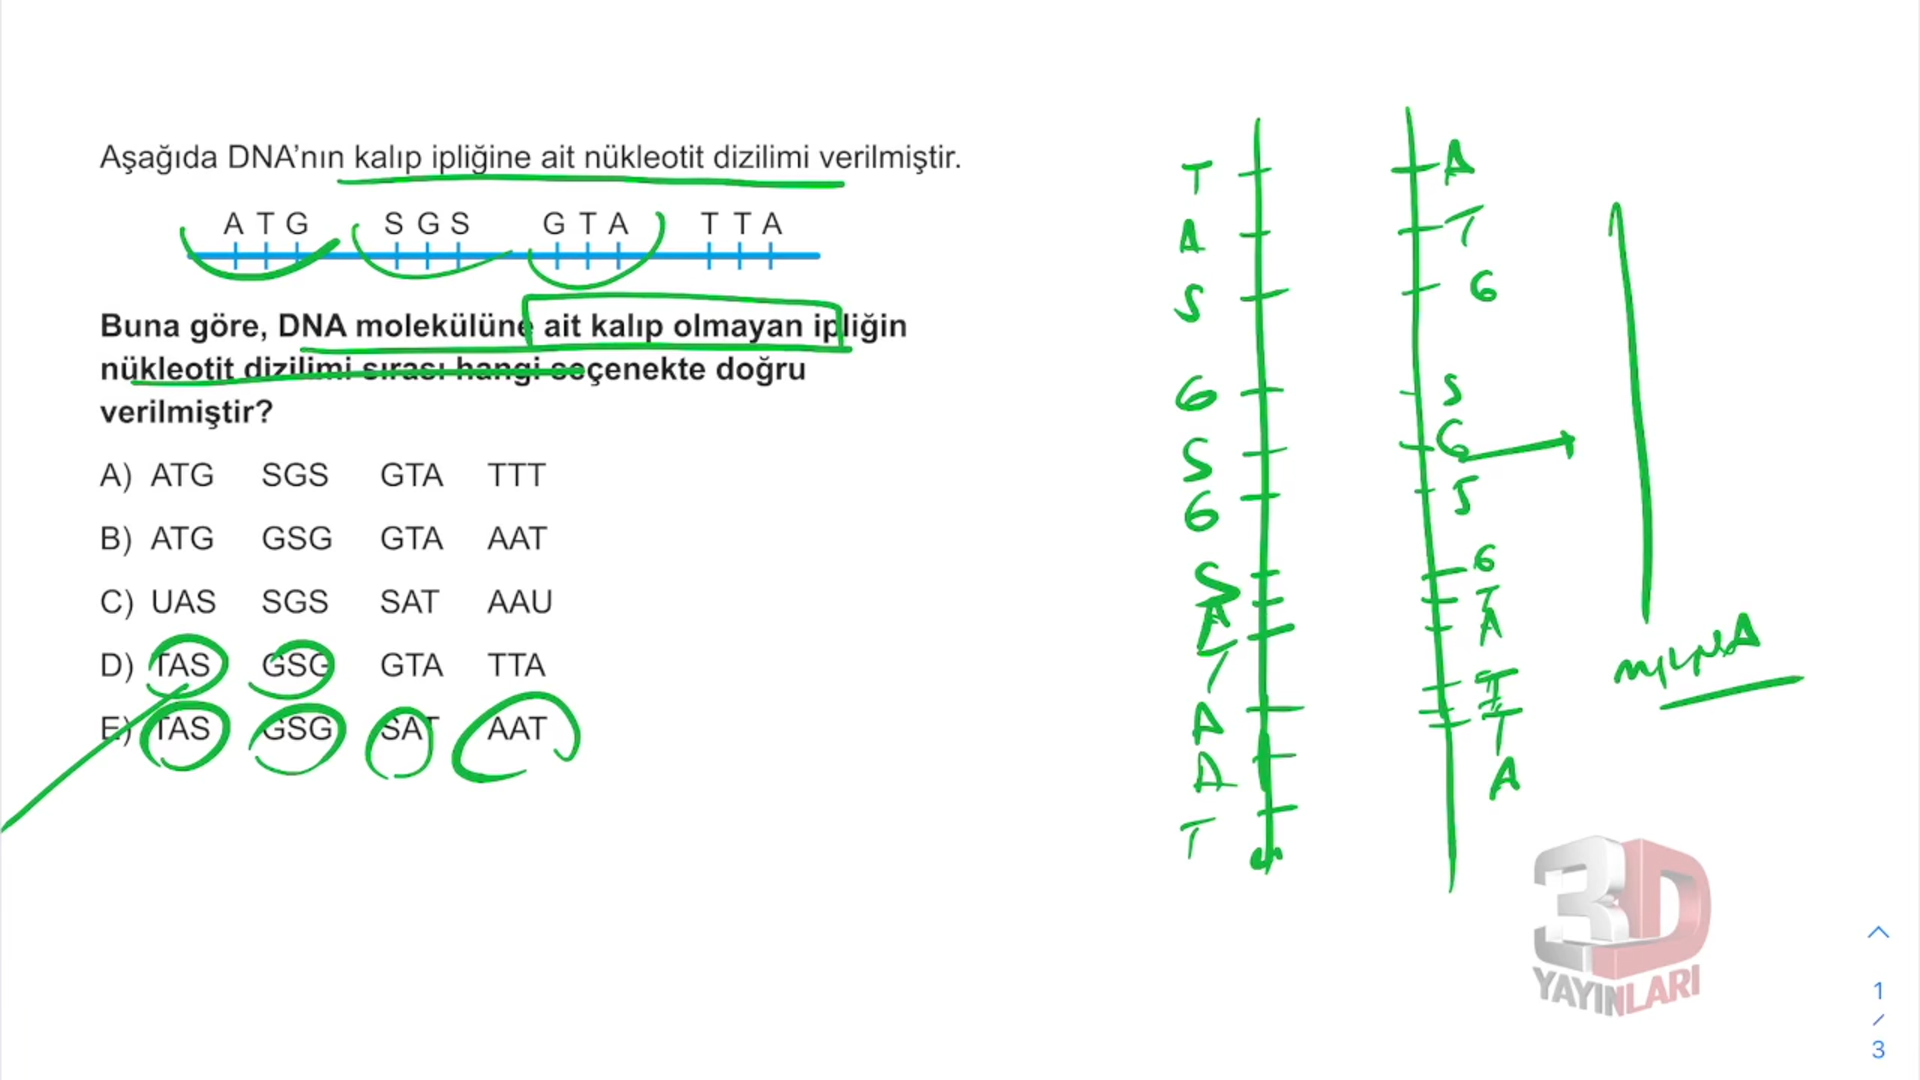 Aşağıda DNA'nın kalıp ipliğine ait nükleotit dizilimi verilmiştir.
A T G S G S G T A T T A
Buna göre, DNA molekülüne ait kalıp olmayan ipliğin
nükleotit dizilimi sırası hangi seçenekte doğru
verilmiştir?
A) ATG SGS GTA TTT
B) ATG GSG GTA AAT
C) UAS SGS SAT AAU
D) TAS GSG GTA TTA
E) TAS GSG SAT AAT
T
A
S
G
S
G
S
A
T
A
A
T
A
T
G
S
G
S
G
T
A
T
T
A
3D
YAYINLARI
1
/
3